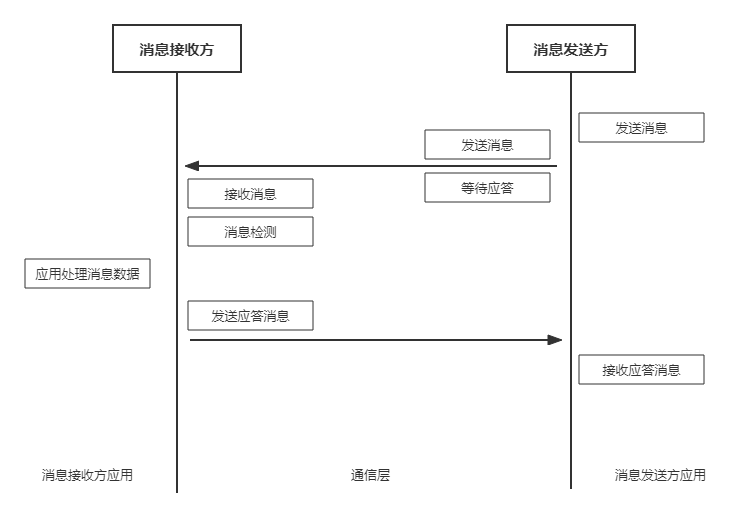 消息接收方
消息发送方
发送消息
发送消息
等待应答
接收消息
消息检测
应用处理消息数据
发送应答消息
接收应答消息
消息接收方应用
通信层
消息发送方应用